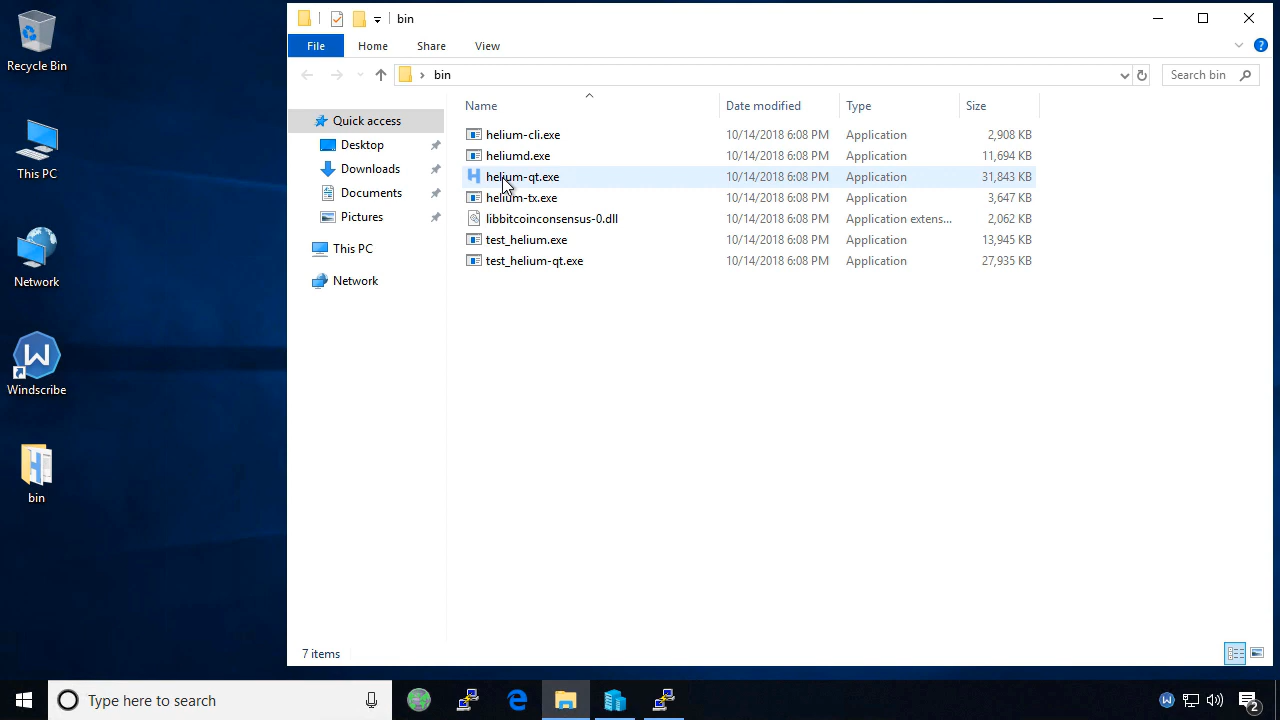 Recycle Bin
This PC
Network
Windscribe
bin
bin
File Home Share View
bin
Search bin
Quick access
Desktop
Downloads
Documents
Pictures
This PC
Network
Name Date modified Type Size
helium-cli.exe 10/14/2018 6:08 PM Application 2,908 KB
heliumd.exe 10/14/2018 6:08 PM Application 11,694 KB
helium-qt.exe 10/14/2018 6:08 PM Application 31,843 KB
helium-tx.exe 10/14/2018 6:08 PM Application 3,647 KB
libbitcoinconsensus-0.dll 10/14/2018 6:08 PM Application extens... 2,062 KB
test_helium.exe 10/14/2018 6:08 PM Application 13,945 KB
test_helium-qt.exe 10/14/2018 6:08 PM Application 27,935 KB
7 items
Type here to search
2